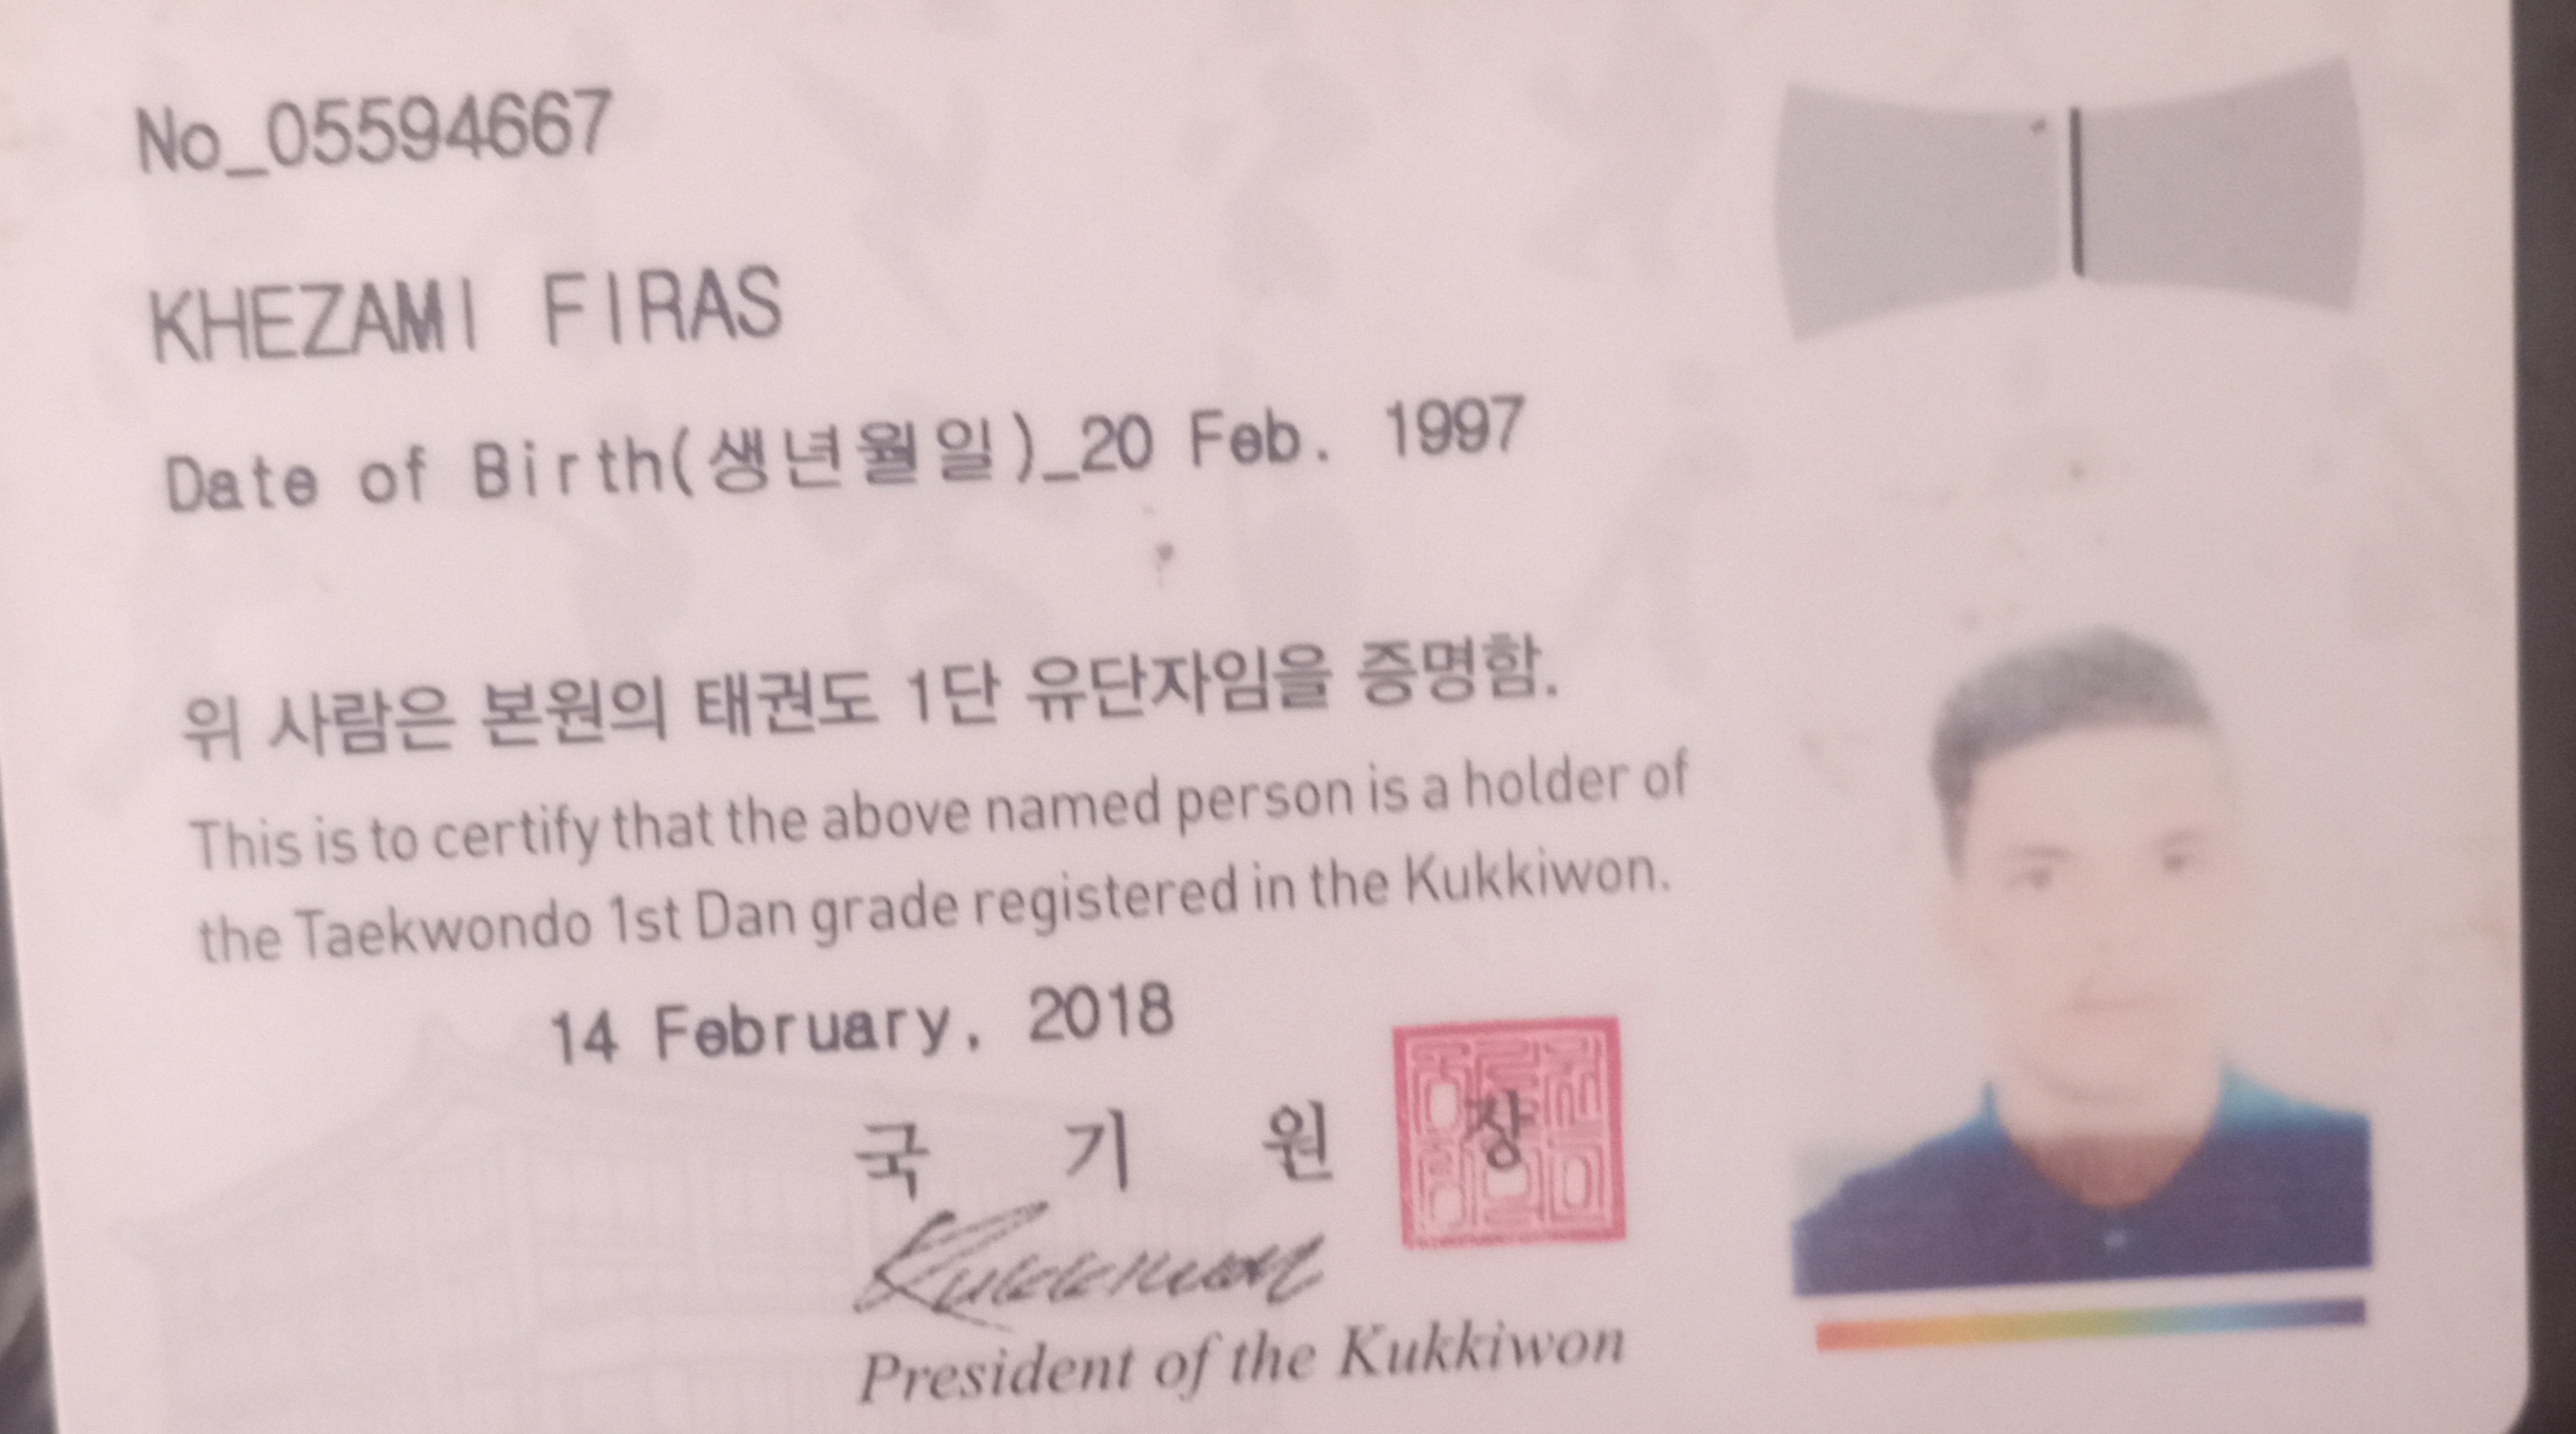 No_05594667
KHEZAMI FIRAS
Date of Birth(생년월일)_20 Feb. 1997
위 사람은 본원의 태권도 1단 유단자임을 증명함.
This is to certify that the above named person is a holder of
the Taekwondo 1st Dan grade registered in the Kukkiwon.
14 February, 2018
국 기 원 장
Kukkiwon
President of the Kukkiwon